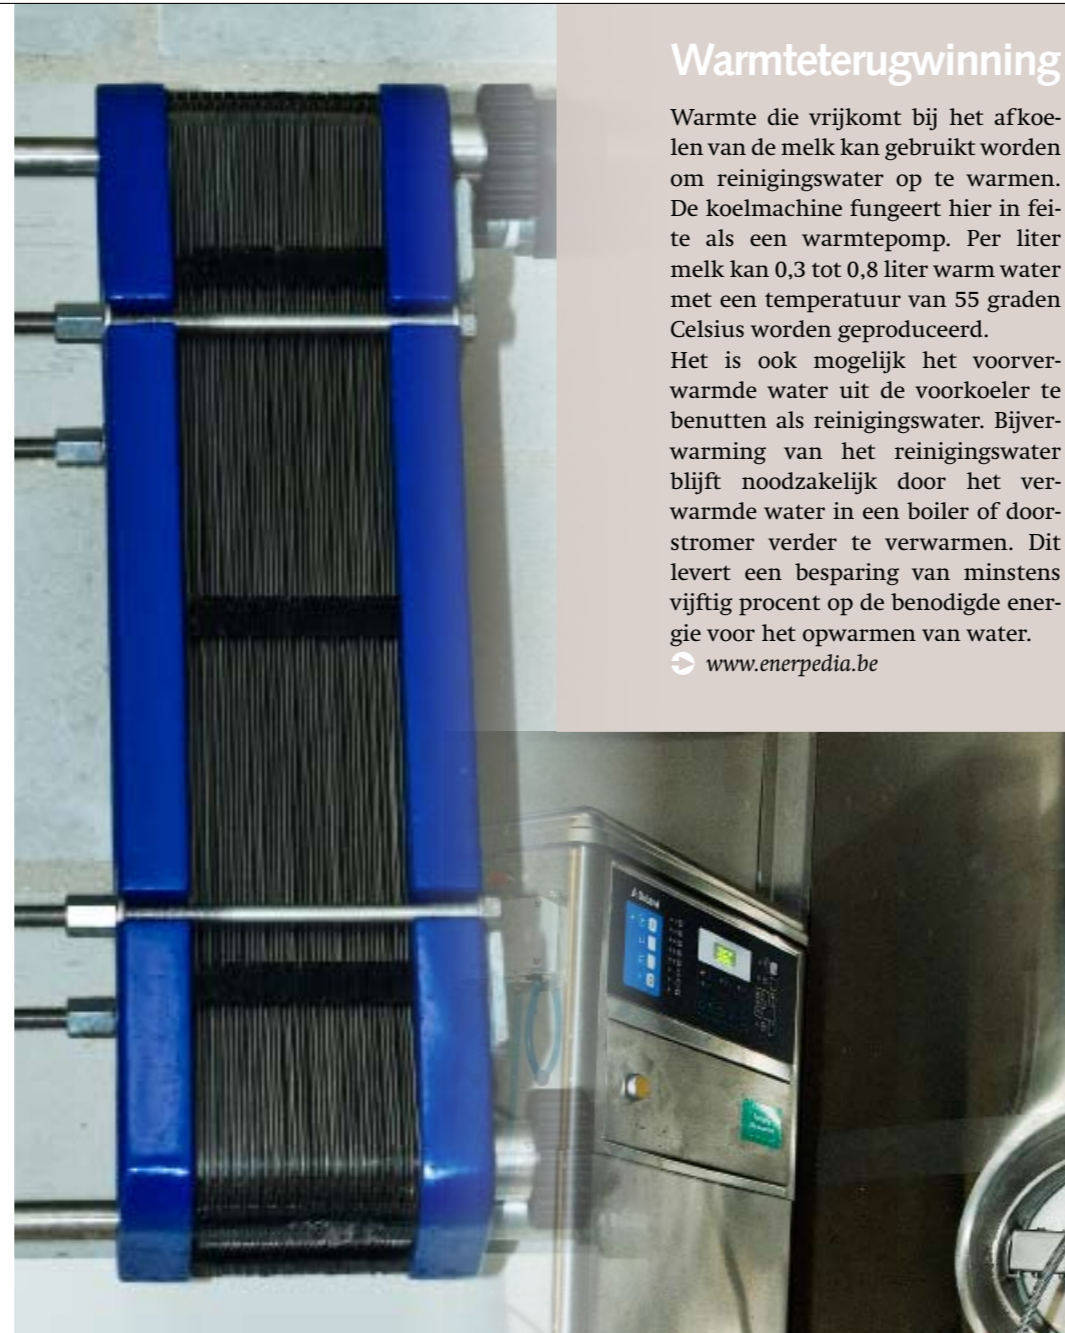 Warmteterugwinning
Warmte die vrijkomt bij het afkoe-
len van de melk kan gebruikt worden
om reinigingswater op te warmen.
De koelmachine fungeert hier in fei-
te als een warmtepomp. Per liter
melk kan 0,3 tot 0,8 liter warm water
met een temperatuur van 55 graden
Celsius worden geproduceerd.
Het is ook mogelijk het voorver-
warmde water uit de voorkoeler te
benutten als reinigingswater. Bijver-
warming van het reinigingswater
blijft noodzakelijk door het ver-
warmde water in een boiler of door-
stromer verder te verwarmen. Dit
levert een besparing van minstens
vijftig procent op de benodigde ener-
gie voor het opwarmen van water.
www.enerpedia.be
DeLaval